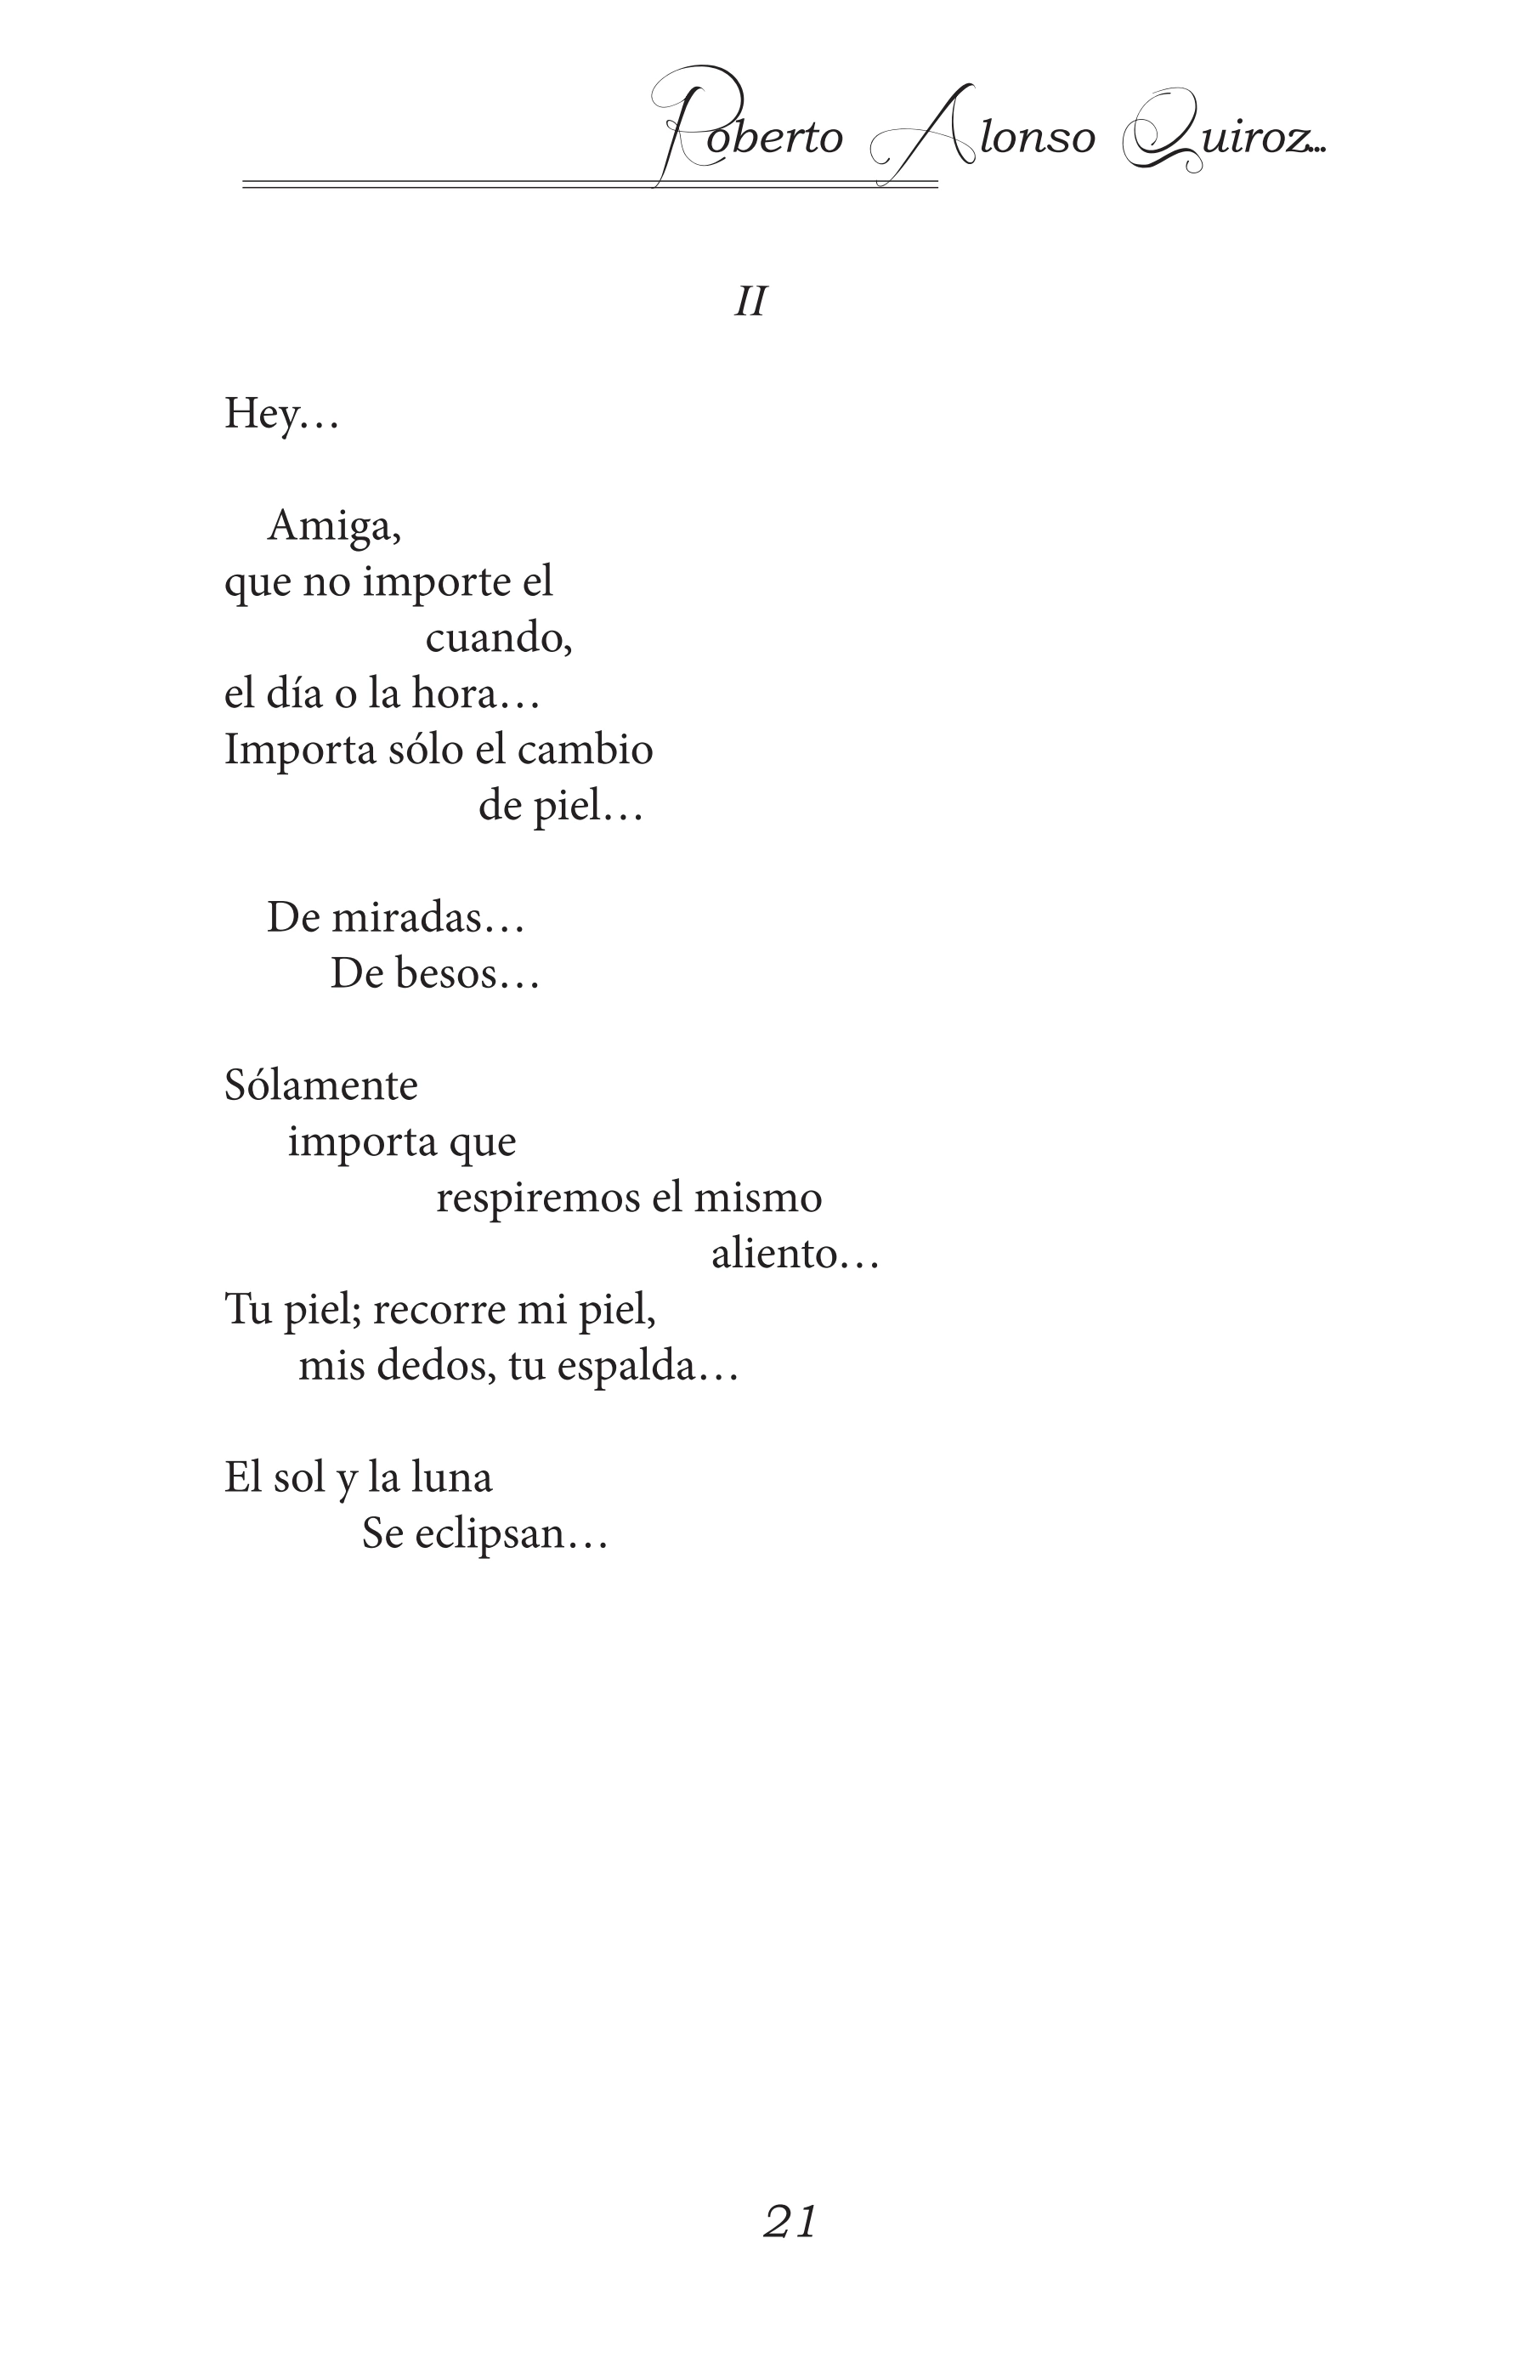 Roberto Alonso Quiroz...
II
Hey…
Amiga,
que no importe el
cuando,
el día o la hora…
Importa sólo el cambio
de piel…
De miradas…
De besos…
Sólamente
importa que
respiremos el mismo
aliento…
Tu piel; recorre mi piel,
mis dedos, tu espalda…
El sol y la luna
Se eclipsan…
21